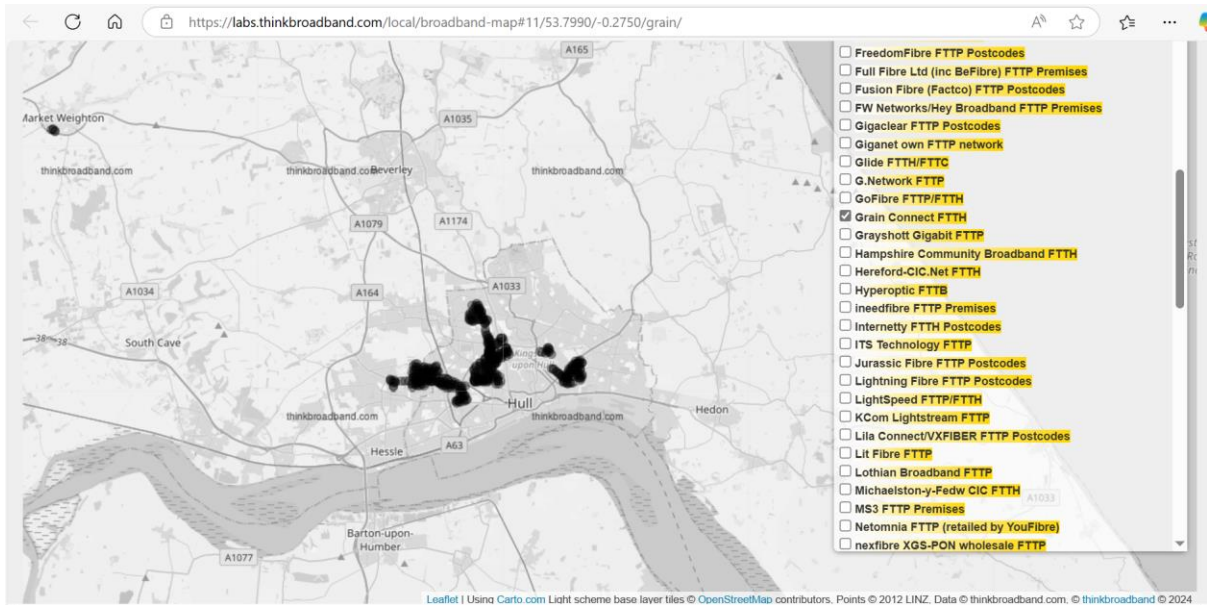 https://labs.thinkbroadband.com/local/broadband-map#11/53.7990/-0.2750/grain/
A165
Market Weighton
A1035
thinkbroadband.com
Beverley
thinkbroadband.com
A1079
A1174
A1034
A164
A1033
South Cave
38
38
Kingston
upon Hull
thinkbroadband.com
Hull
thinkbroadband.com
Hedon
Hessle
A63
Barton-upon-
Humber
A1077
A1033
FreedomFibre FTTP Postcodes
Full Fibre Ltd (inc BeFibre) FTTP Premises
Fusion Fibre (Factco) FTTP Postcodes
FW Networks/Hey Broadband FTTP Premises
Gigaclear FTTP Postcodes
Giganet own FTTP network
Glide FTTH/FTTC
G.Network FTTP
GoFibre FTTP/FTTH
Grain Connect FTTH
Grayshott Gigabit FTTP
Hampshire Community Broadband FTTH
Hereford-CIC.Net FTTH
Hyperoptic FTTB
ineedfibre FTTP Premises
Internetty FTTH Postcodes
ITS Technology FTTP
Jurassic Fibre FTTP Postcodes
Lightning Fibre FTTP Postcodes
LightSpeed FTTP/FTTH
KCom Lightstream FTTP
Lila Connect/VXFIBER FTTP Postcodes
Lit Fibre FTTP
Lothian Broadband FTTP
Michaelston-y-Fedw CIC FTTH
MS3 FTTP Premises
Netomnia FTTP (retailed by YouFibre)
nexfibre XGS-PON wholesale FTTP
Leaflet | Using Carto.com Light scheme base layer tiles © OpenStreetMap contributors. Points © 2012 LINZ. Data © thinkbroadband.com, © thinkbroadband © 2024